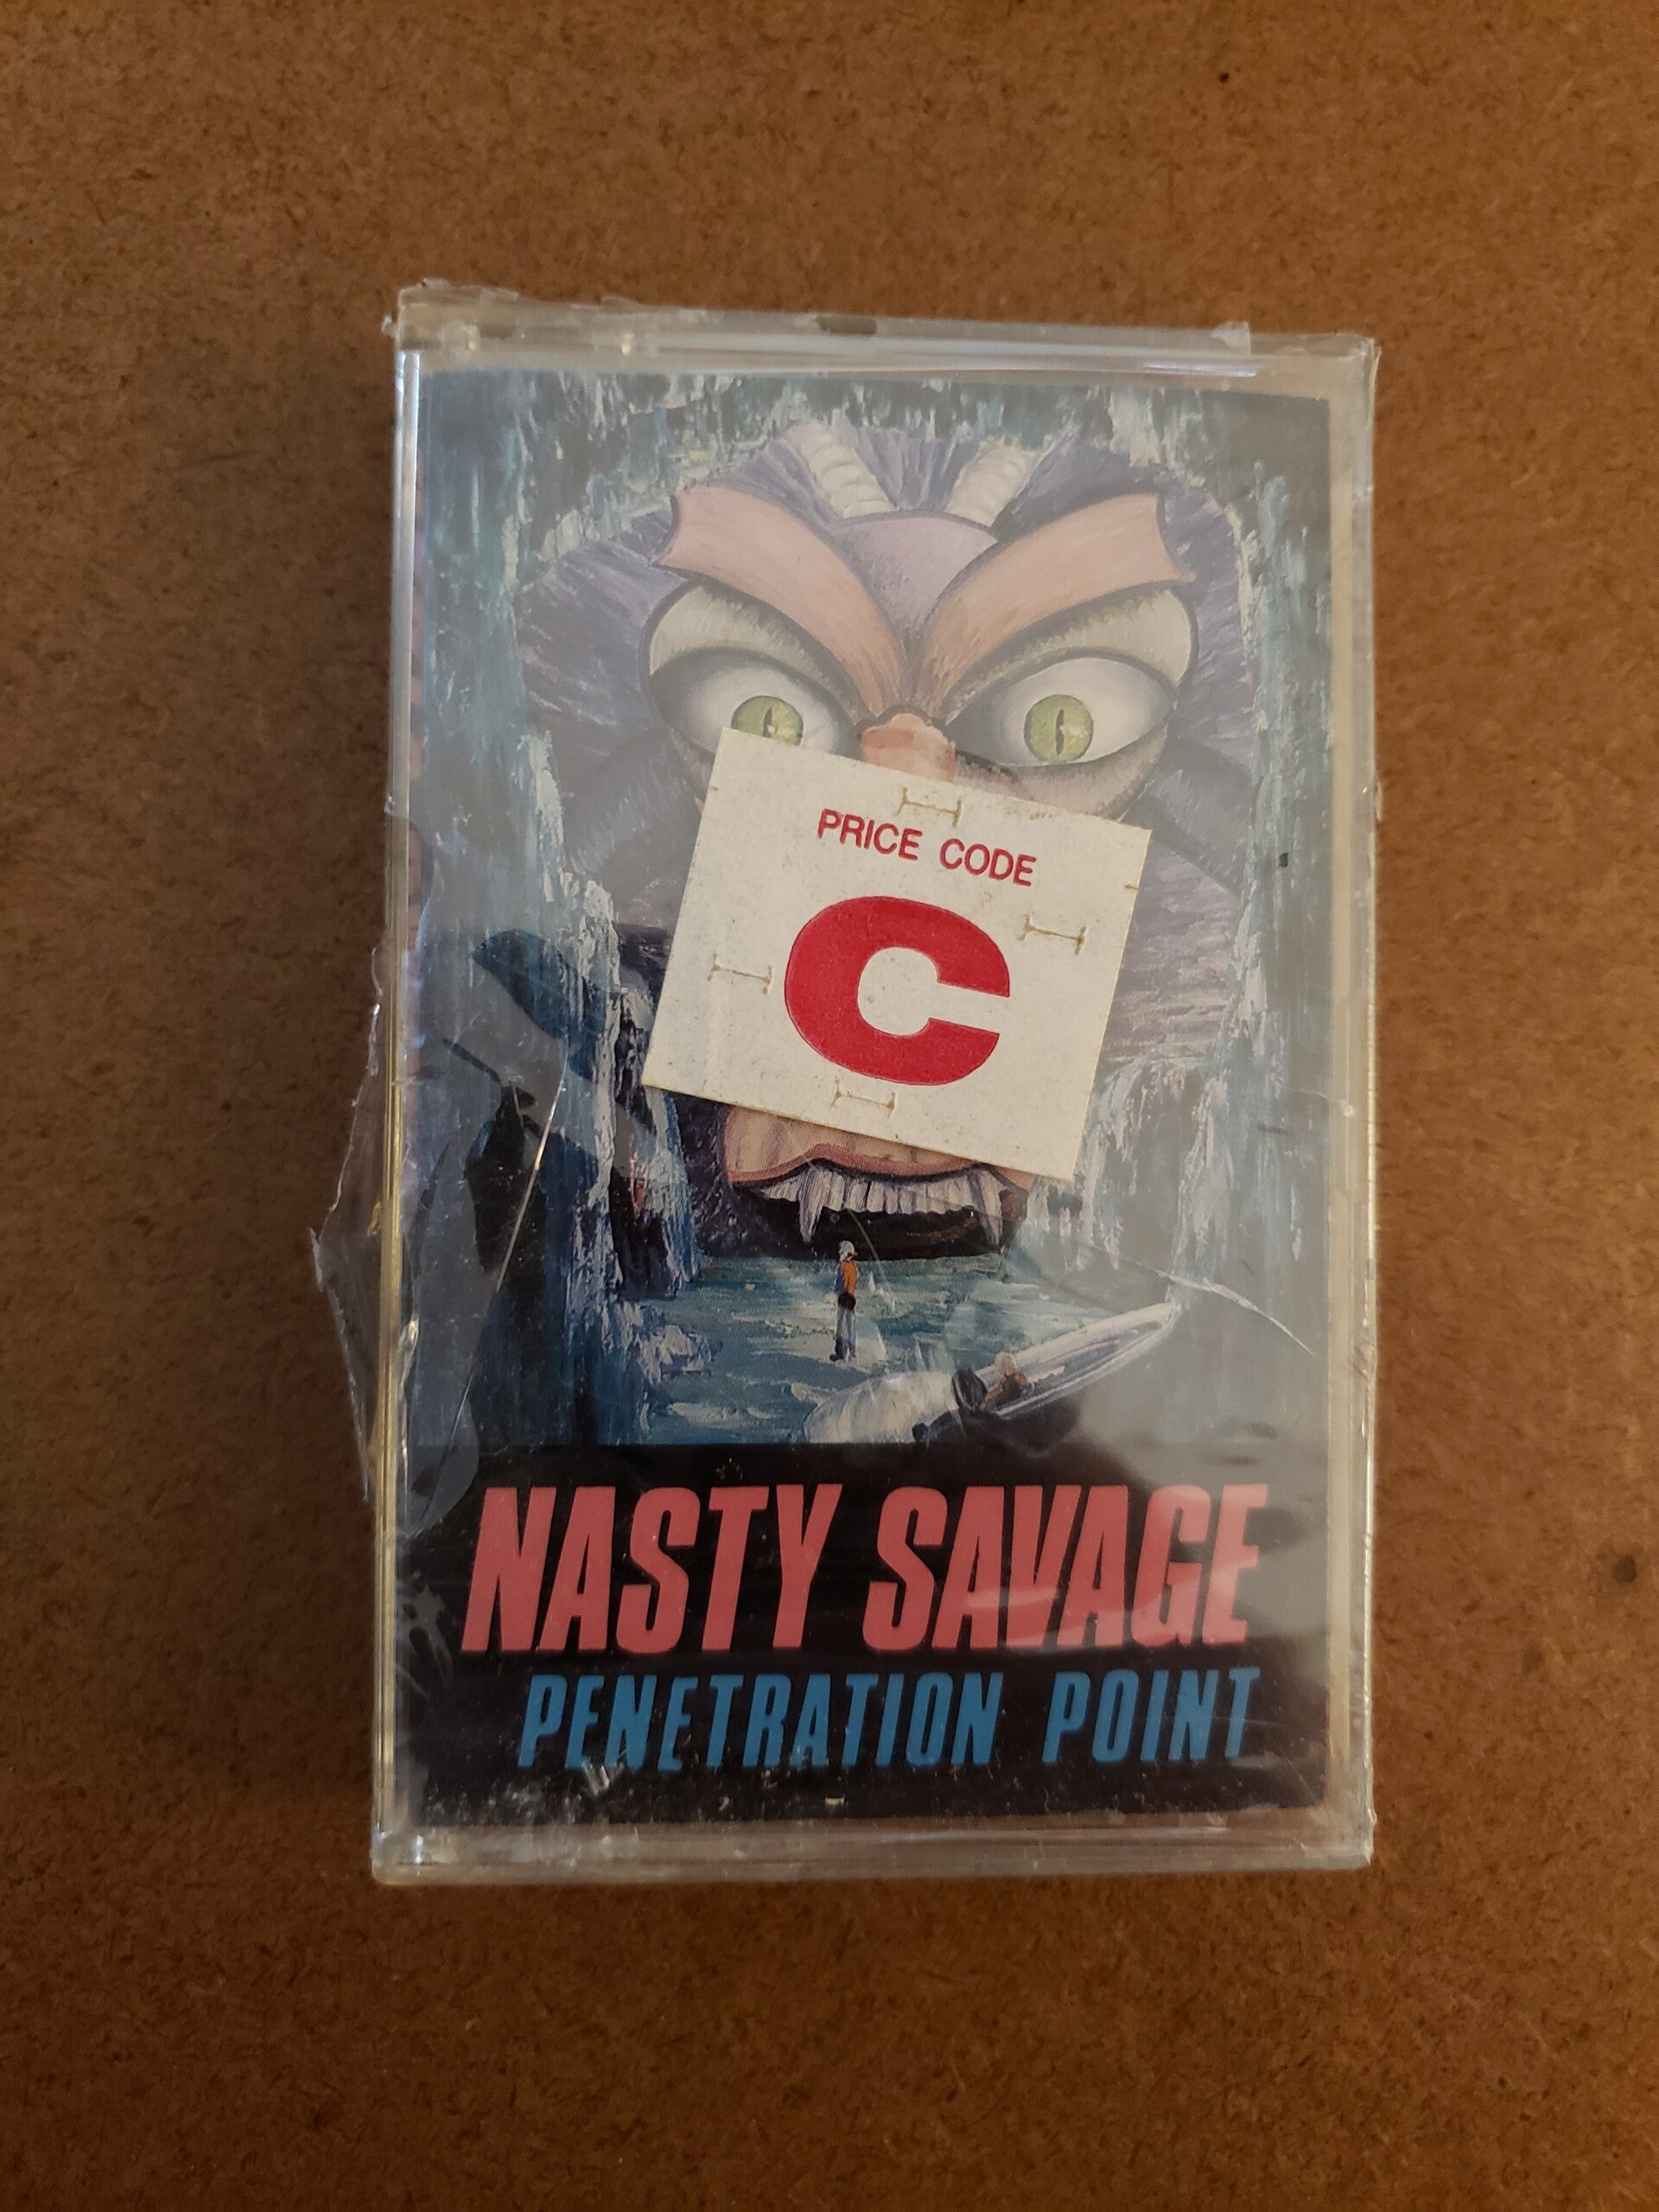 PRICE CODE
C
NASTY SAVAGE
PENETRATION POINT